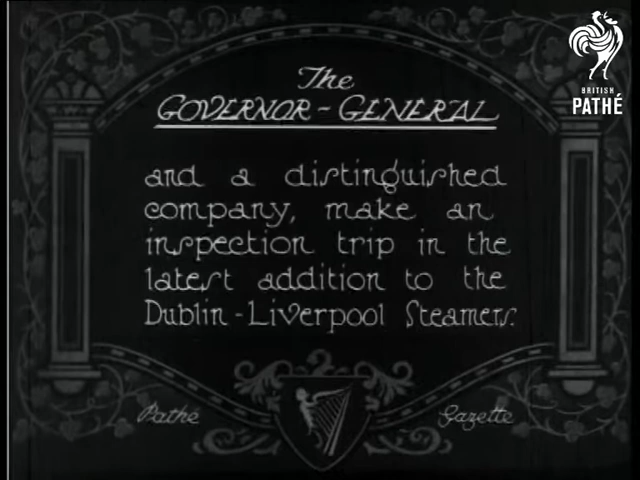 BRITISH
PATHÉ
The
GOVERNOR-GENERAL
and a distinguished
company, make an
inspection trip in the
latest addition to the
Dublin-Liverpool Steamers.
Pathé Gazette